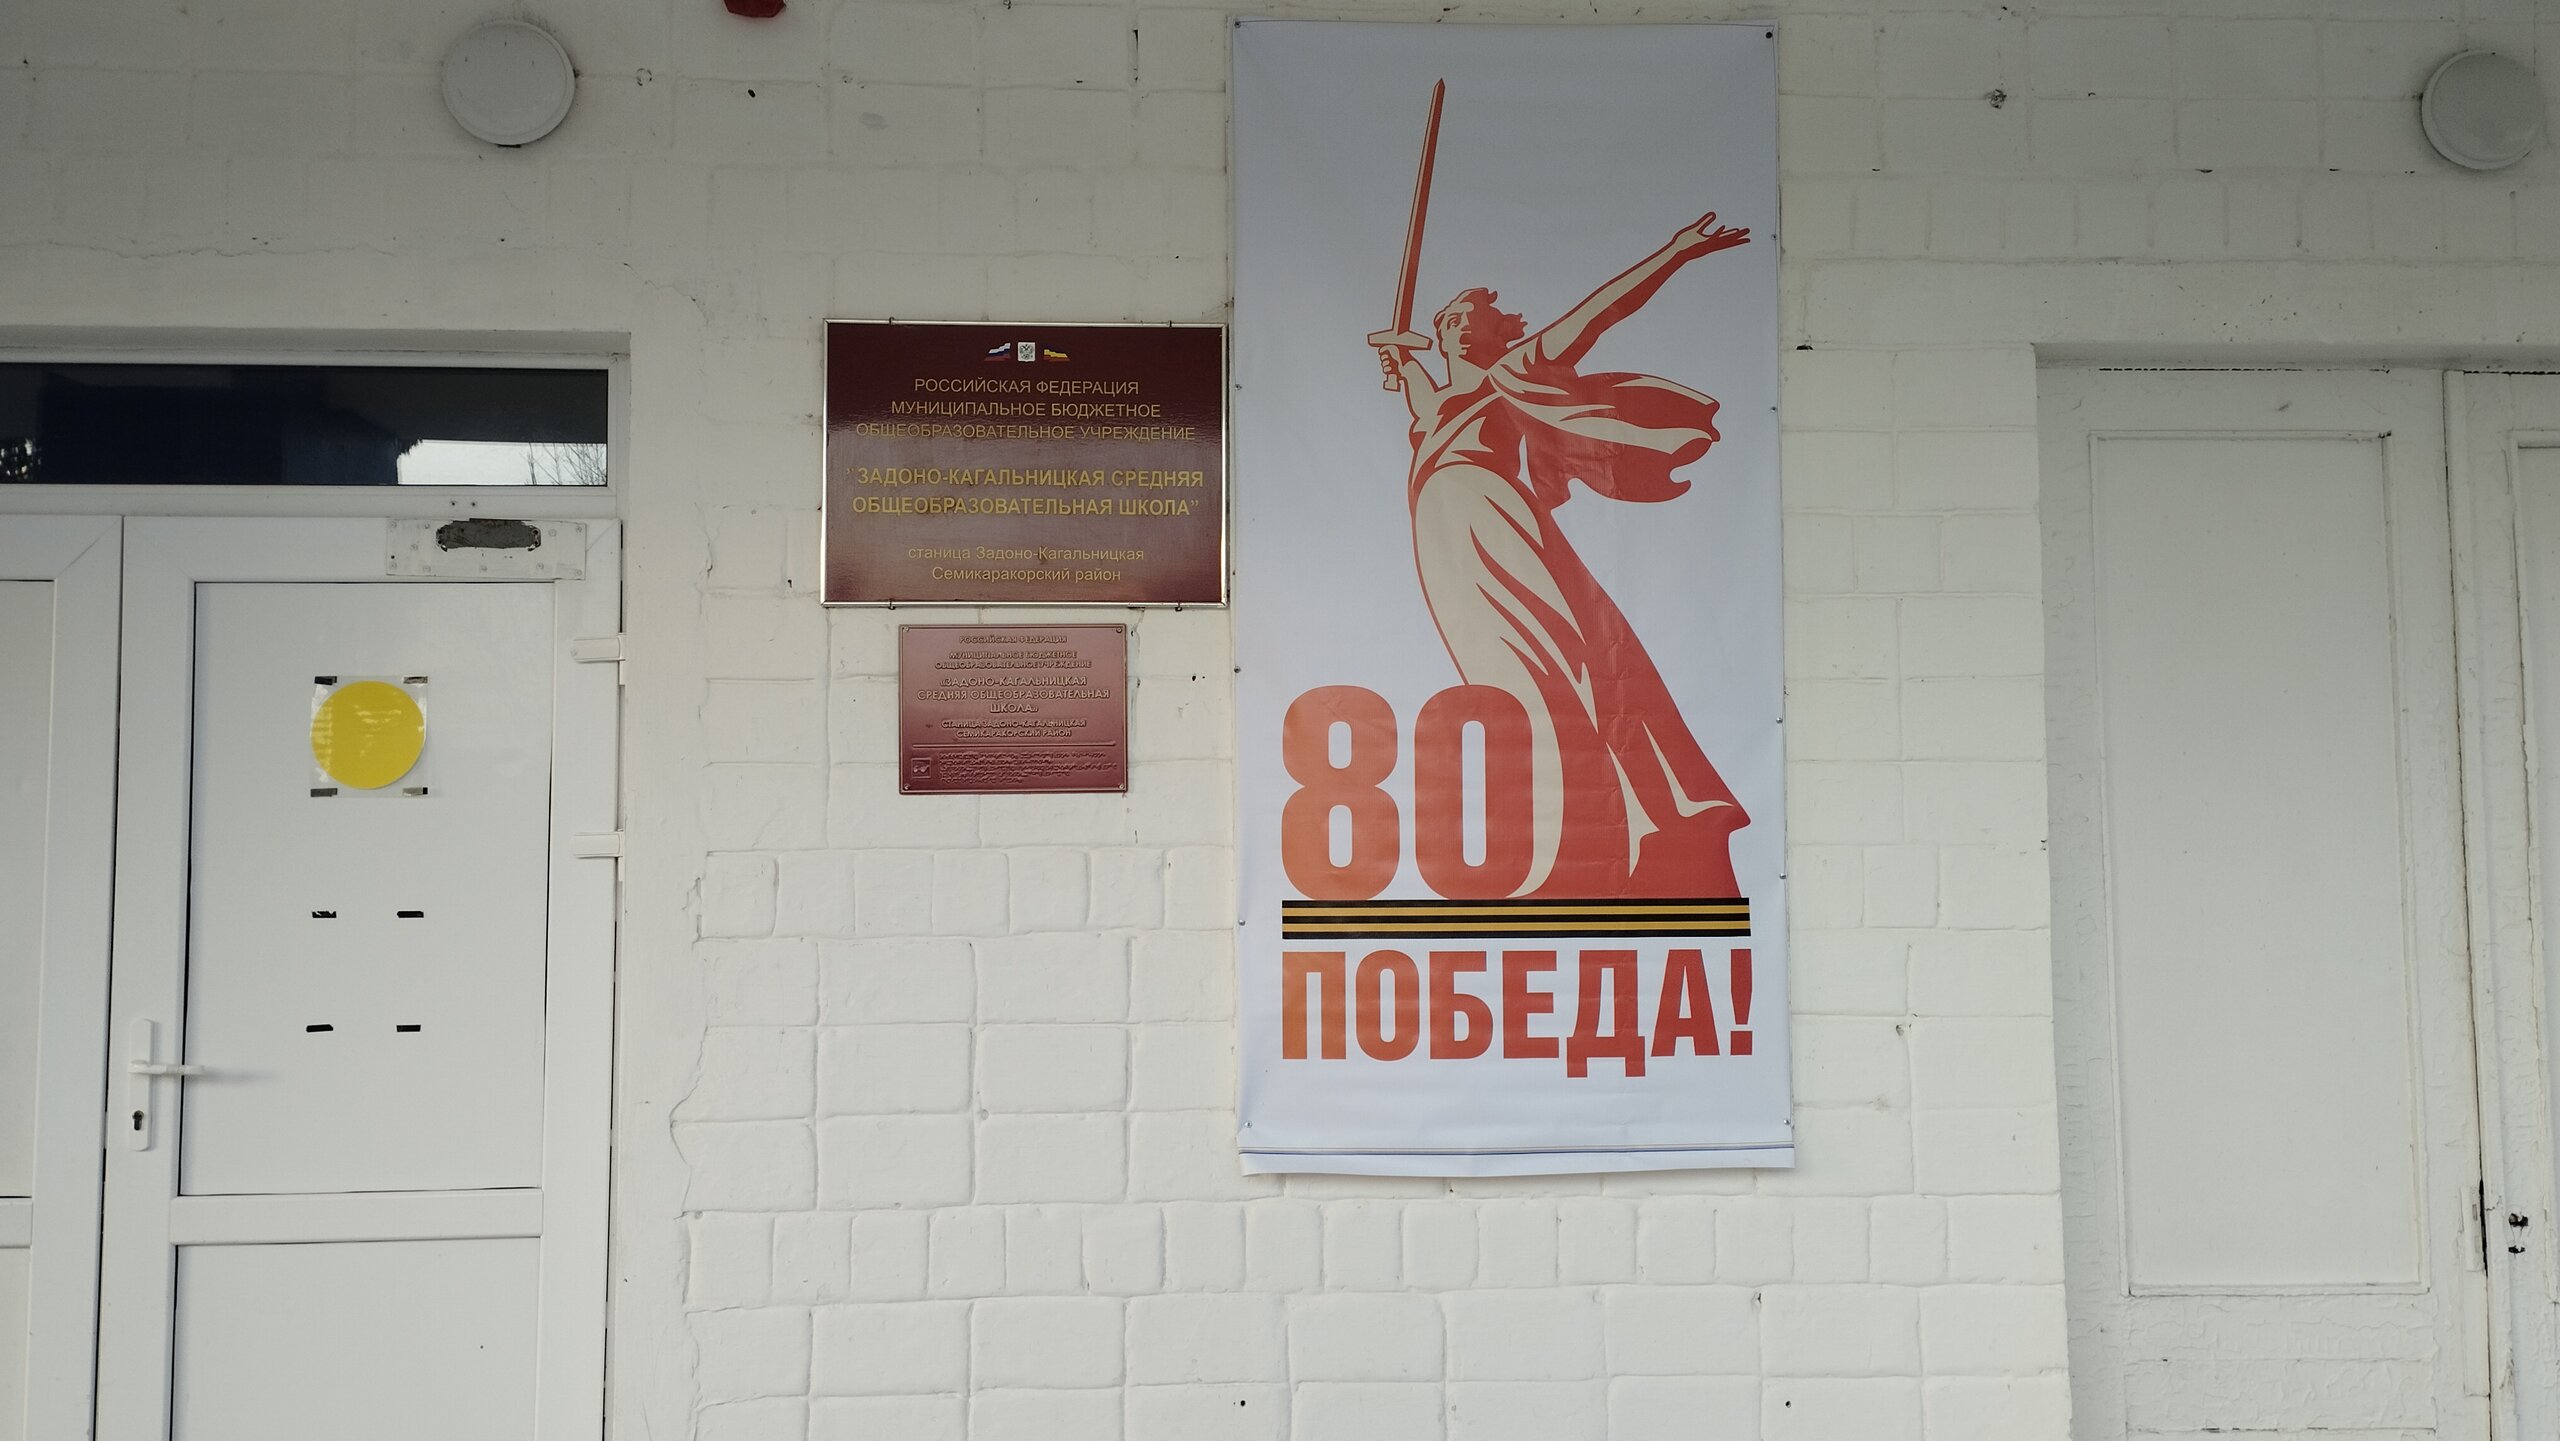 РОССИЙСКАЯ ФЕДЕРАЦИЯ
МУНИЦИПАЛЬНОЕ БЮДЖЕТНОЕ
ОБЩЕОБРАЗОВАТЕЛЬНОЕ УЧРЕЖДЕНИЕ
"ЗАДОНО-КАГАЛЬНИЦКАЯ СРЕДНЯЯ
ОБЩЕОБРАЗОВАТЕЛЬНАЯ ШКОЛА"
станица Задоно-Кагальницкая
Семикаракорский район
РОССИЙСКАЯ ФЕДЕРАЦИЯ
МУНИЦИПАЛЬНОЕ БЮДЖЕТНОЕ
ОБЩЕОБРАЗОВАТЕЛЬНОЕ УЧРЕЖДЕНИЕ
«ЗАДОНО-КАГАЛЬНИЦКАЯ
СРЕДНЯЯ ОБЩЕОБРАЗОВАТЕЛЬНАЯ
ШКОЛА»
СТАНИЦА ЗАДОНО-КАГАЛЬНИЦКАЯ
СЕМИКАРАКОРСКИЙ РАЙОН
80
ПОБЕДА!